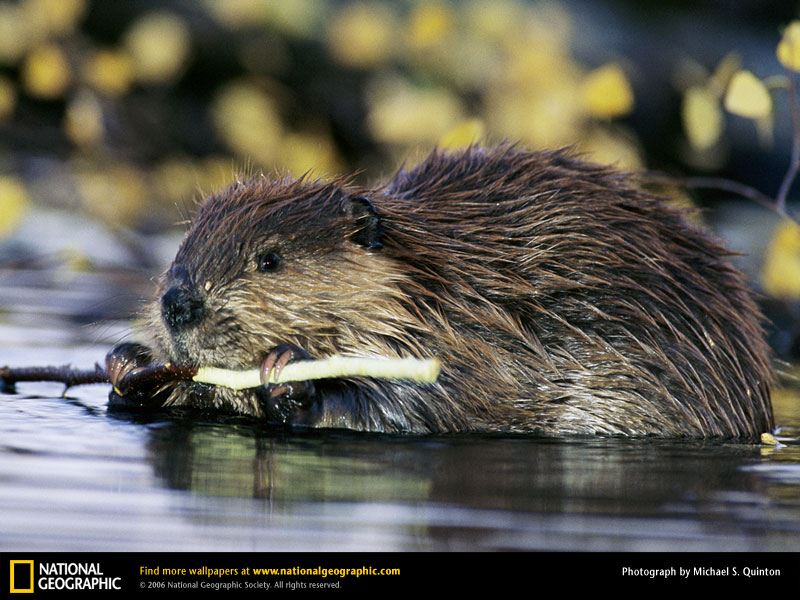 NATIONAL
GEOGRAPHIC
Find more wallpapers at www.nationalgeographic.com
© 2006 National Geographic Society. All rights reserved.
Photograph by Michael S. Quinton